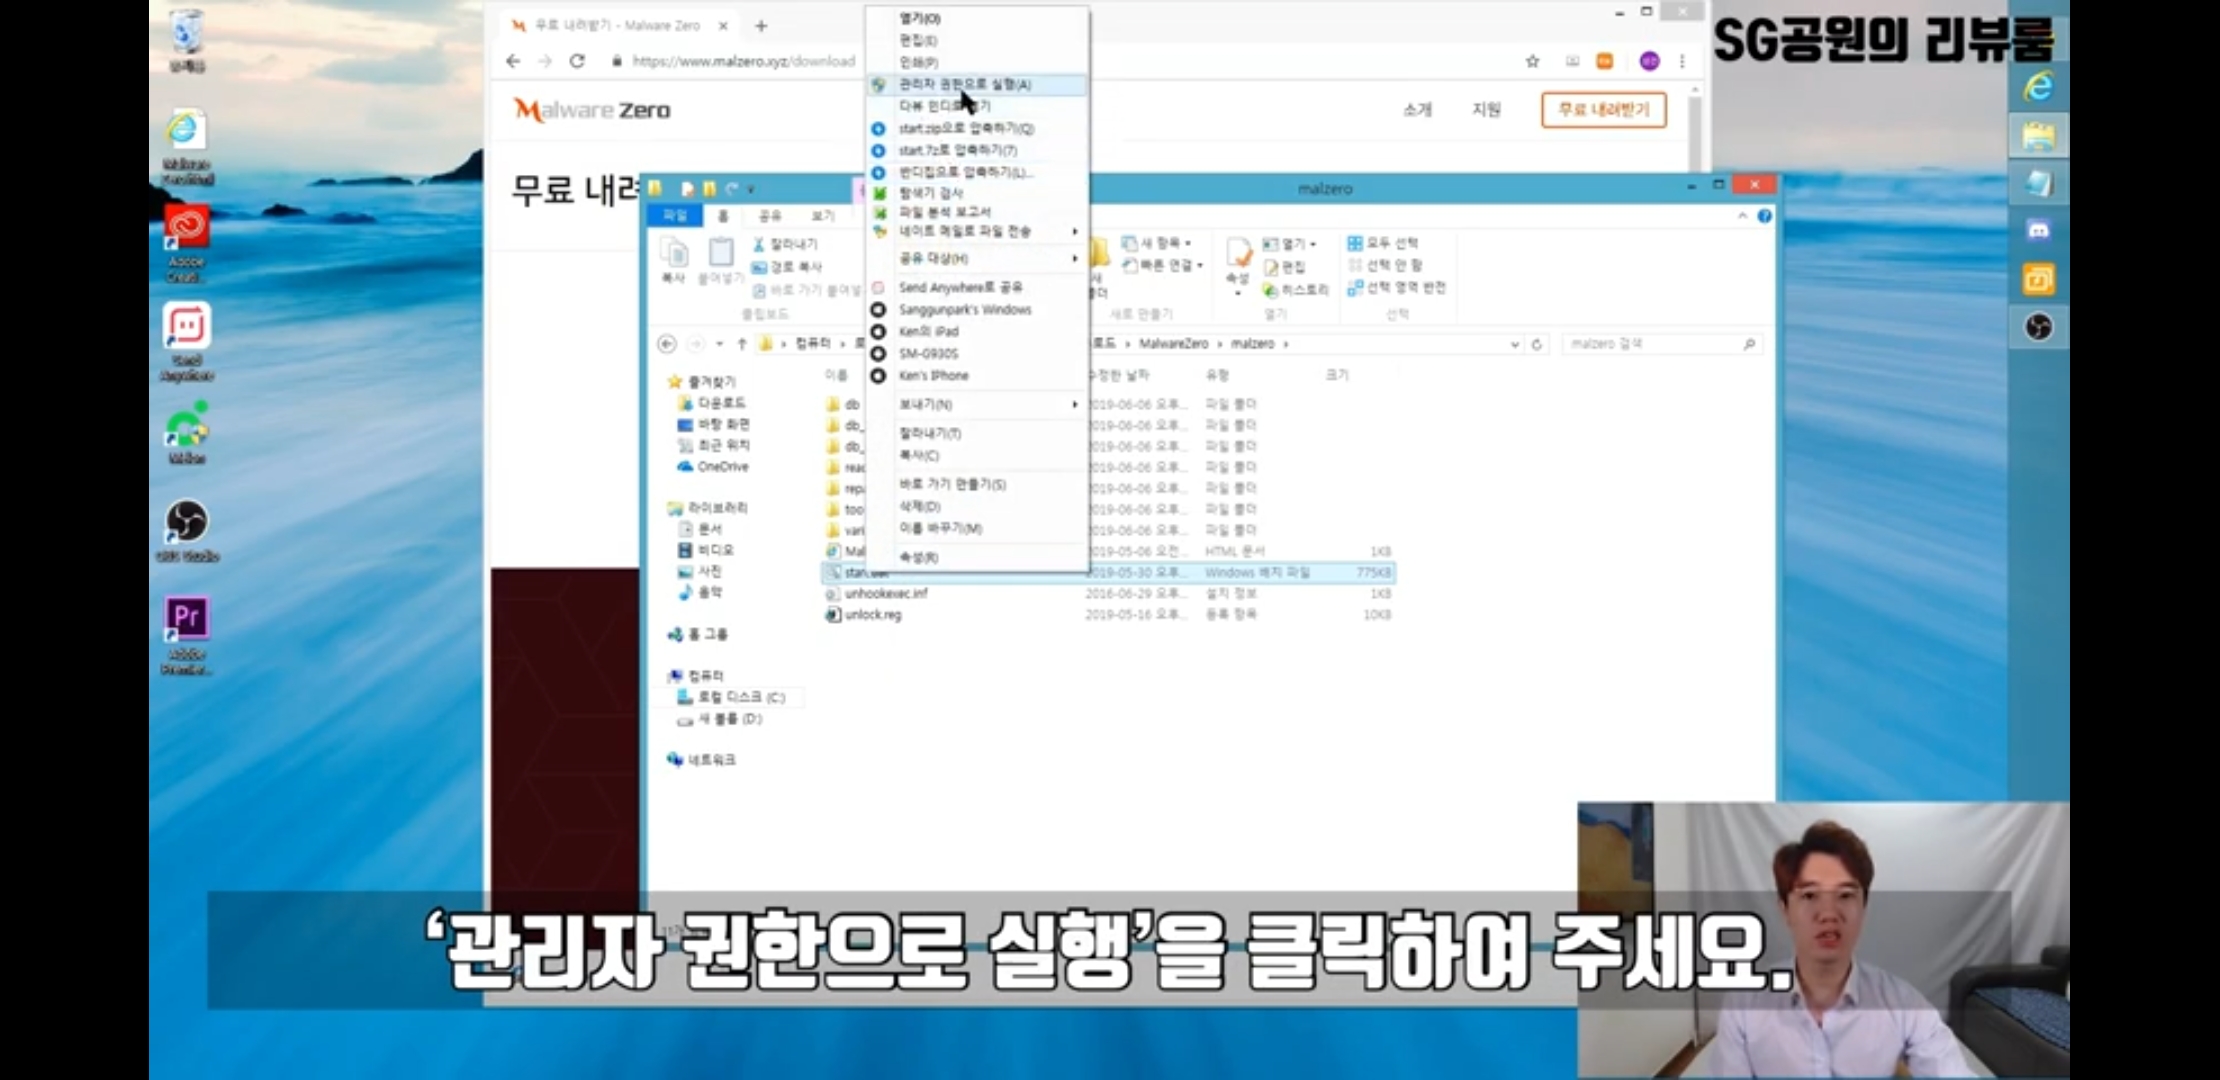 무료 내려받기 - Malware Zero
SG공원의 리뷰룸
https://www.malzero.xyz/download
Malware Zero
소개
지원
무료 내려받기
무료 내려
열기(O)
편집(E)
인쇄(P)
관리자 권한으로 실행(A)
start.zip으로 압축하기(Q)
start.7z로 압축하기(7)
반디집으로 압축하기(L)...
탐색기 검사
파일 분석 보고서
네이트 메일로 파일 전송
공유 대상(H)
Send Anywhere로 공유
Sanggunpark's Windows
Ken의 iPad
SM-G930S
Ken's iPhone
보내기(N)
잘라내기(T)
복사(C)
바로 가기 만들기(S)
삭제(D)
이름 바꾸기(M)
속성(R)
malzero
파일
홈
공유
보기
복사
붙여넣기
잘라내기
경로 복사
바로 가기 붙여넣
클립보드
새 항목
빠른 연결
새로 만들기
속성
열기
편집
히스토리
열기
모두 선택
선택 안 함
선택 영역 반전
선택
컴퓨터
로드 › MalwareZero › malzero ›
malzero 검색
이름
수정한 날짜
유형
크기
즐겨찾기
다운로드
바탕 화면
최근 위치
OneDrive
라이브러리
문서
비디오
사진
음악
홈 그룹
컴퓨터
로컬 디스크 (C:)
새 볼륨 (D:)
네트워크
db
2019-06-06 오후... 파일 폴더
db_
2019-06-06 오후... 파일 폴더
db_
2019-06-06 오후... 파일 폴더
reac
2019-06-06 오후... 파일 폴더
repa
2019-06-06 오후... 파일 폴더
too
2019-06-06 오후... 파일 폴더
vari
2019-06-06 오후... 파일 폴더
Mal
2019-05-06 오전... HTML 문서 1KB
2019-05-30 오후... Windows 배치 파일 775KB
unhookexec.inf 2016-06-29 오후... 설치 정보 1KB
unlock.reg 2019-05-16 오후... 등록 항목 10KB
Adobe
Creati...
Send
Anywhere
Melon
OBS Studio
Pr
Adobe
Premier...
‘관리자 권한으로 실행’을 클릭하여 주세요.